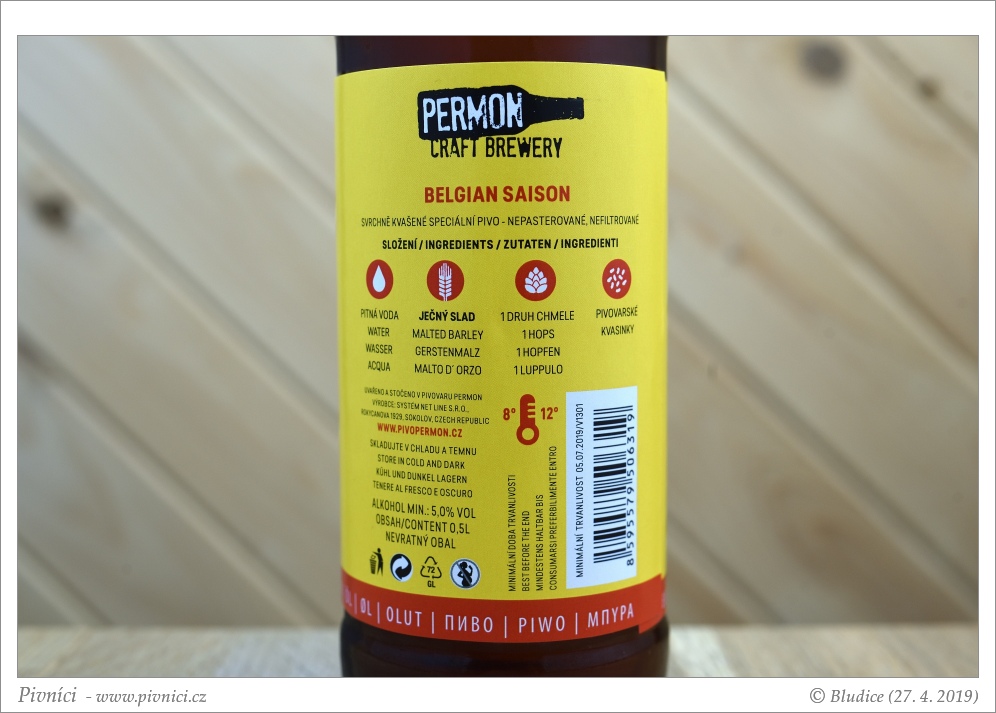 PERMON
CRAFT BREWERY
BELGIAN SAISON
SVRCHNĚ KVAŠENÉ SPECIÁLNÍ PIVO - NEPASTEROVANÉ, NEFILTROVANÉ
SLOŽENÍ / INGREDIENTS / ZUTATEN / INGREDIENTI
PITNÁ VODA
WATER
WASSER
ACQUA
JEČNÝ SLAD
MALTED BARLEY
GERSTENMALZ
MALTO D´ ORZO
1 DRUH CHMELE
1 HOPS
1 HOPFEN
1 LUPPULO
PIVOVARSKÉ
KVASINKY
UVAŘENO A STOČENO V PIVOVARU PERMON
VÝROBCE: SYSTEM NET LINE S.R.O.,
ROKYCANOVA 1929, SOKOLOV, CZECH REPUBLIC
WWW.PIVOPERMON.CZ
SKLADUJTE V CHLADU A TEMNU
STORE IN COLD AND DARK
KÜHL UND DUNKEL LAGERN
TENERE AL FRESCO E OSCURO
ALKOHOL MIN.: 5,0% VOL
OBSAH/CONTENT 0,5L
NEVRATNÝ OBAL
72
GL
8° 12°
MINIMÁLNÍ DOBA TRVANLIVOSTI
BEST BEFORE THE END
MINDESTENS HALTBAR BIS
CONSUMARSI PREFERBILIMENTE ENTRO
MINIMÁLNÍ TRVANLIVOST 05.07.2019/V1301
8 595579 506319
| ØL | OLUT | ПИВО | PIWO | ΜΠΥΡΑ
Pivníci - www.pivnici.cz
© Bludice (27. 4. 2019)